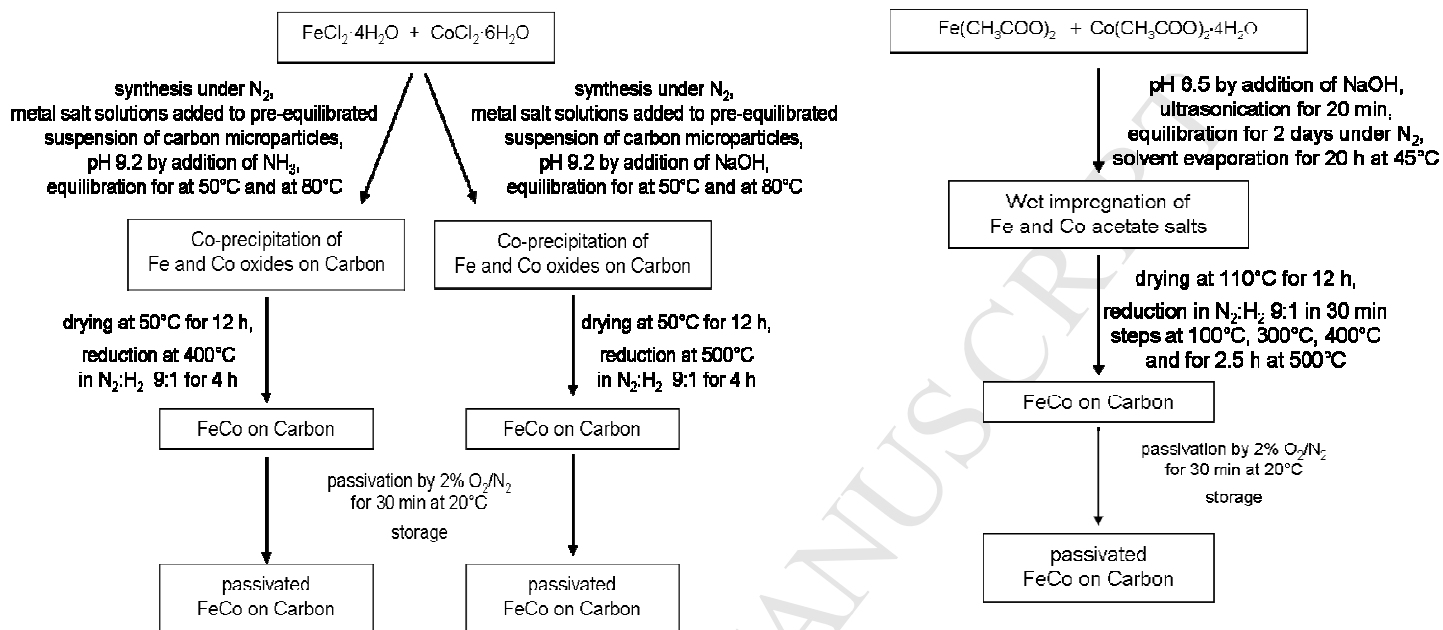 FeCl₂·4H₂O + CoCl₂·6H₂O
synthesis under N₂,
metal salt solutions added to pre-equilibrated
suspension of carbon microparticles,
pH 9.2 by addition of NH₃,
equilibration for at 50°C and at 80°C
synthesis under N₂,
metal salt solutions added to pre-equilibrated
suspension of carbon microparticles,
pH 9.2 by addition of NaOH,
equilibration for at 50°C and at 80°C
Co-precipitation of
Fe and Co oxides on Carbon
Co-precipitation of
Fe and Co oxides on Carbon
drying at 50°C for 12 h,
reduction at 400°C
in N₂:H₂ 9:1 for 4 h
drying at 50°C for 12 h,
reduction at 500°C
in N₂:H₂ 9:1 for 4 h
FeCo on Carbon
FeCo on Carbon
passivation by 2% O₂/N₂
for 30 min at 20°C
storage
passivated
FeCo on Carbon
passivated
FeCo on Carbon
Fe(CH₃COO)₂ + Co(CH₃COO)₂·4H₂O
pH 6.5 by addition of NaOH,
ultrasonication for 20 min,
equilibration for 2 days under N₂,
solvent evaporation for 20 h at 45°C
Wet impregnation of
Fe and Co acetate salts
drying at 110°C for 12 h,
reduction in N₂:H₂ 9:1 in 30 min
steps at 100°C, 300°C, 400°C
and for 2.5 h at 500°C
FeCo on Carbon
passivation by 2% O₂/N₂
for 30 min at 20°C
storage
passivated
FeCo on Carbon
ANUSCRIPT